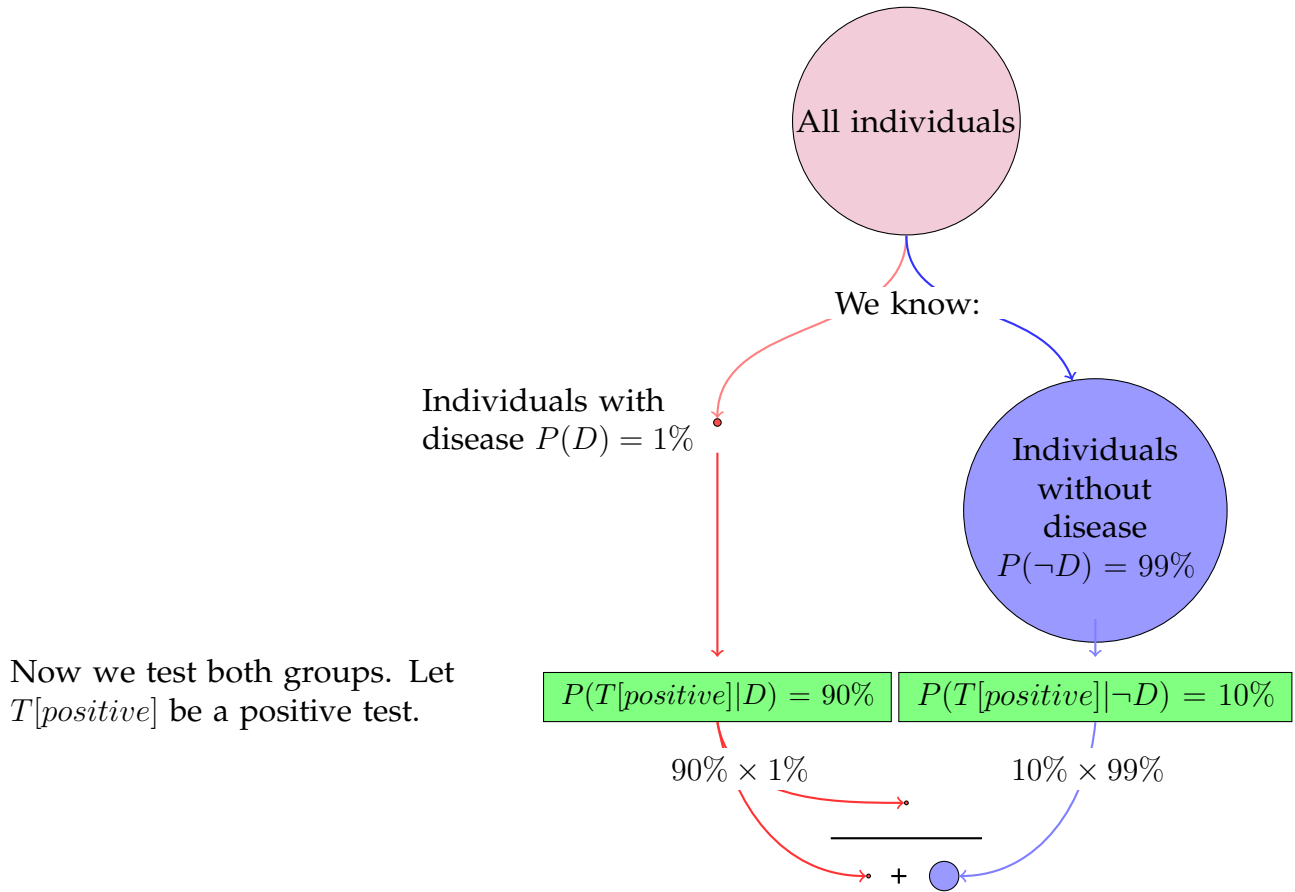 All individuals
We know:
Individuals with
disease P(D) = 1%
Individuals
without
disease
P(¬D) = 99%
Now we test both groups. Let
T[positive] be a positive test.
P(T[positive]|D) = 90%
P(T[positive]|¬D) = 10%
90% × 1%
10% × 99%
+